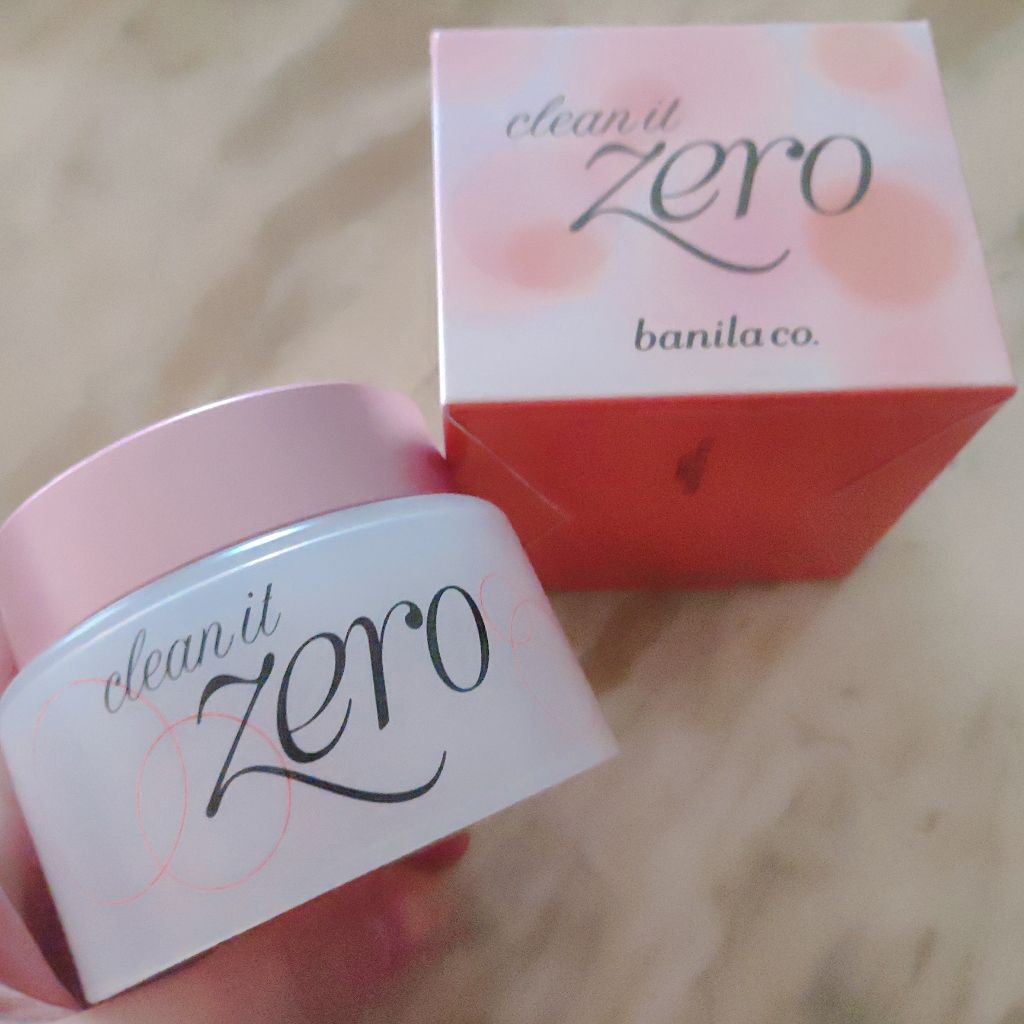 clean it
zero
banila co.
clean it
zero